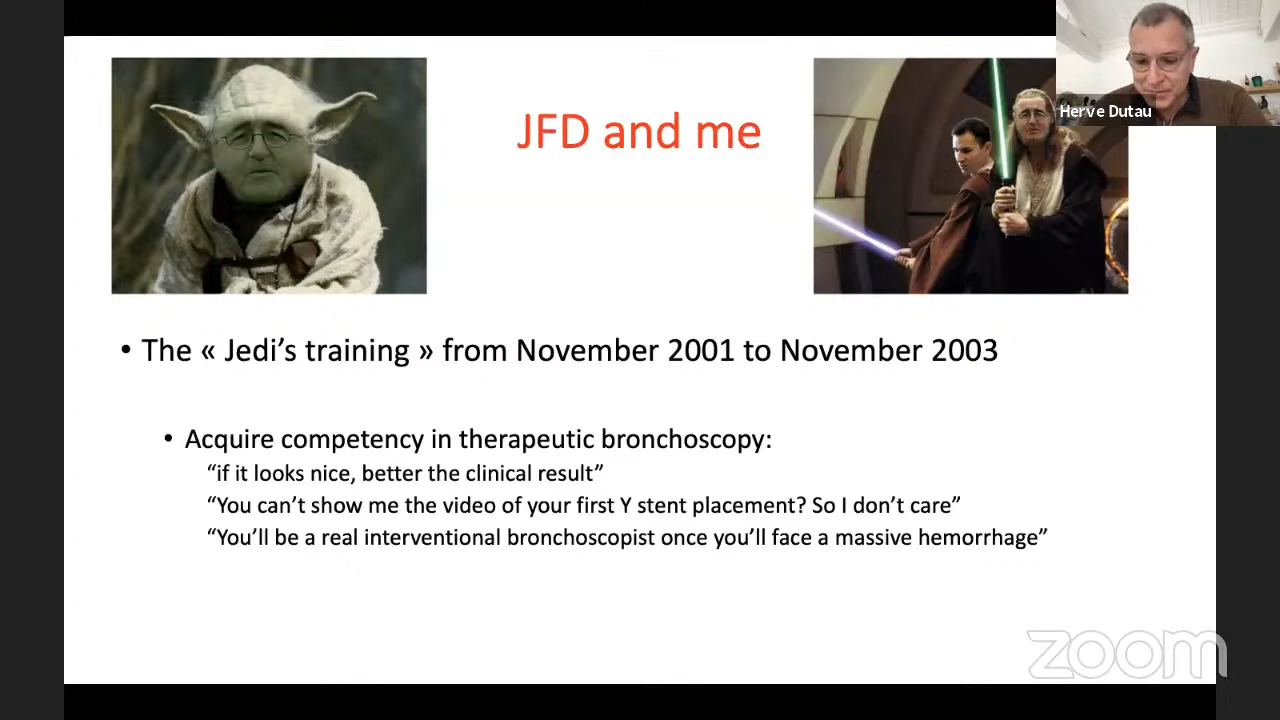 JFD and me
Herve Dutau
• The « Jedi’s training » from November 2001 to November 2003
• Acquire competency in therapeutic bronchoscopy:
“if it looks nice, better the clinical result”
“You can’t show me the video of your first Y stent placement? So I don’t care”
“You’ll be a real interventional bronchoscopist once you’ll face a massive hemorrhage”
zoom